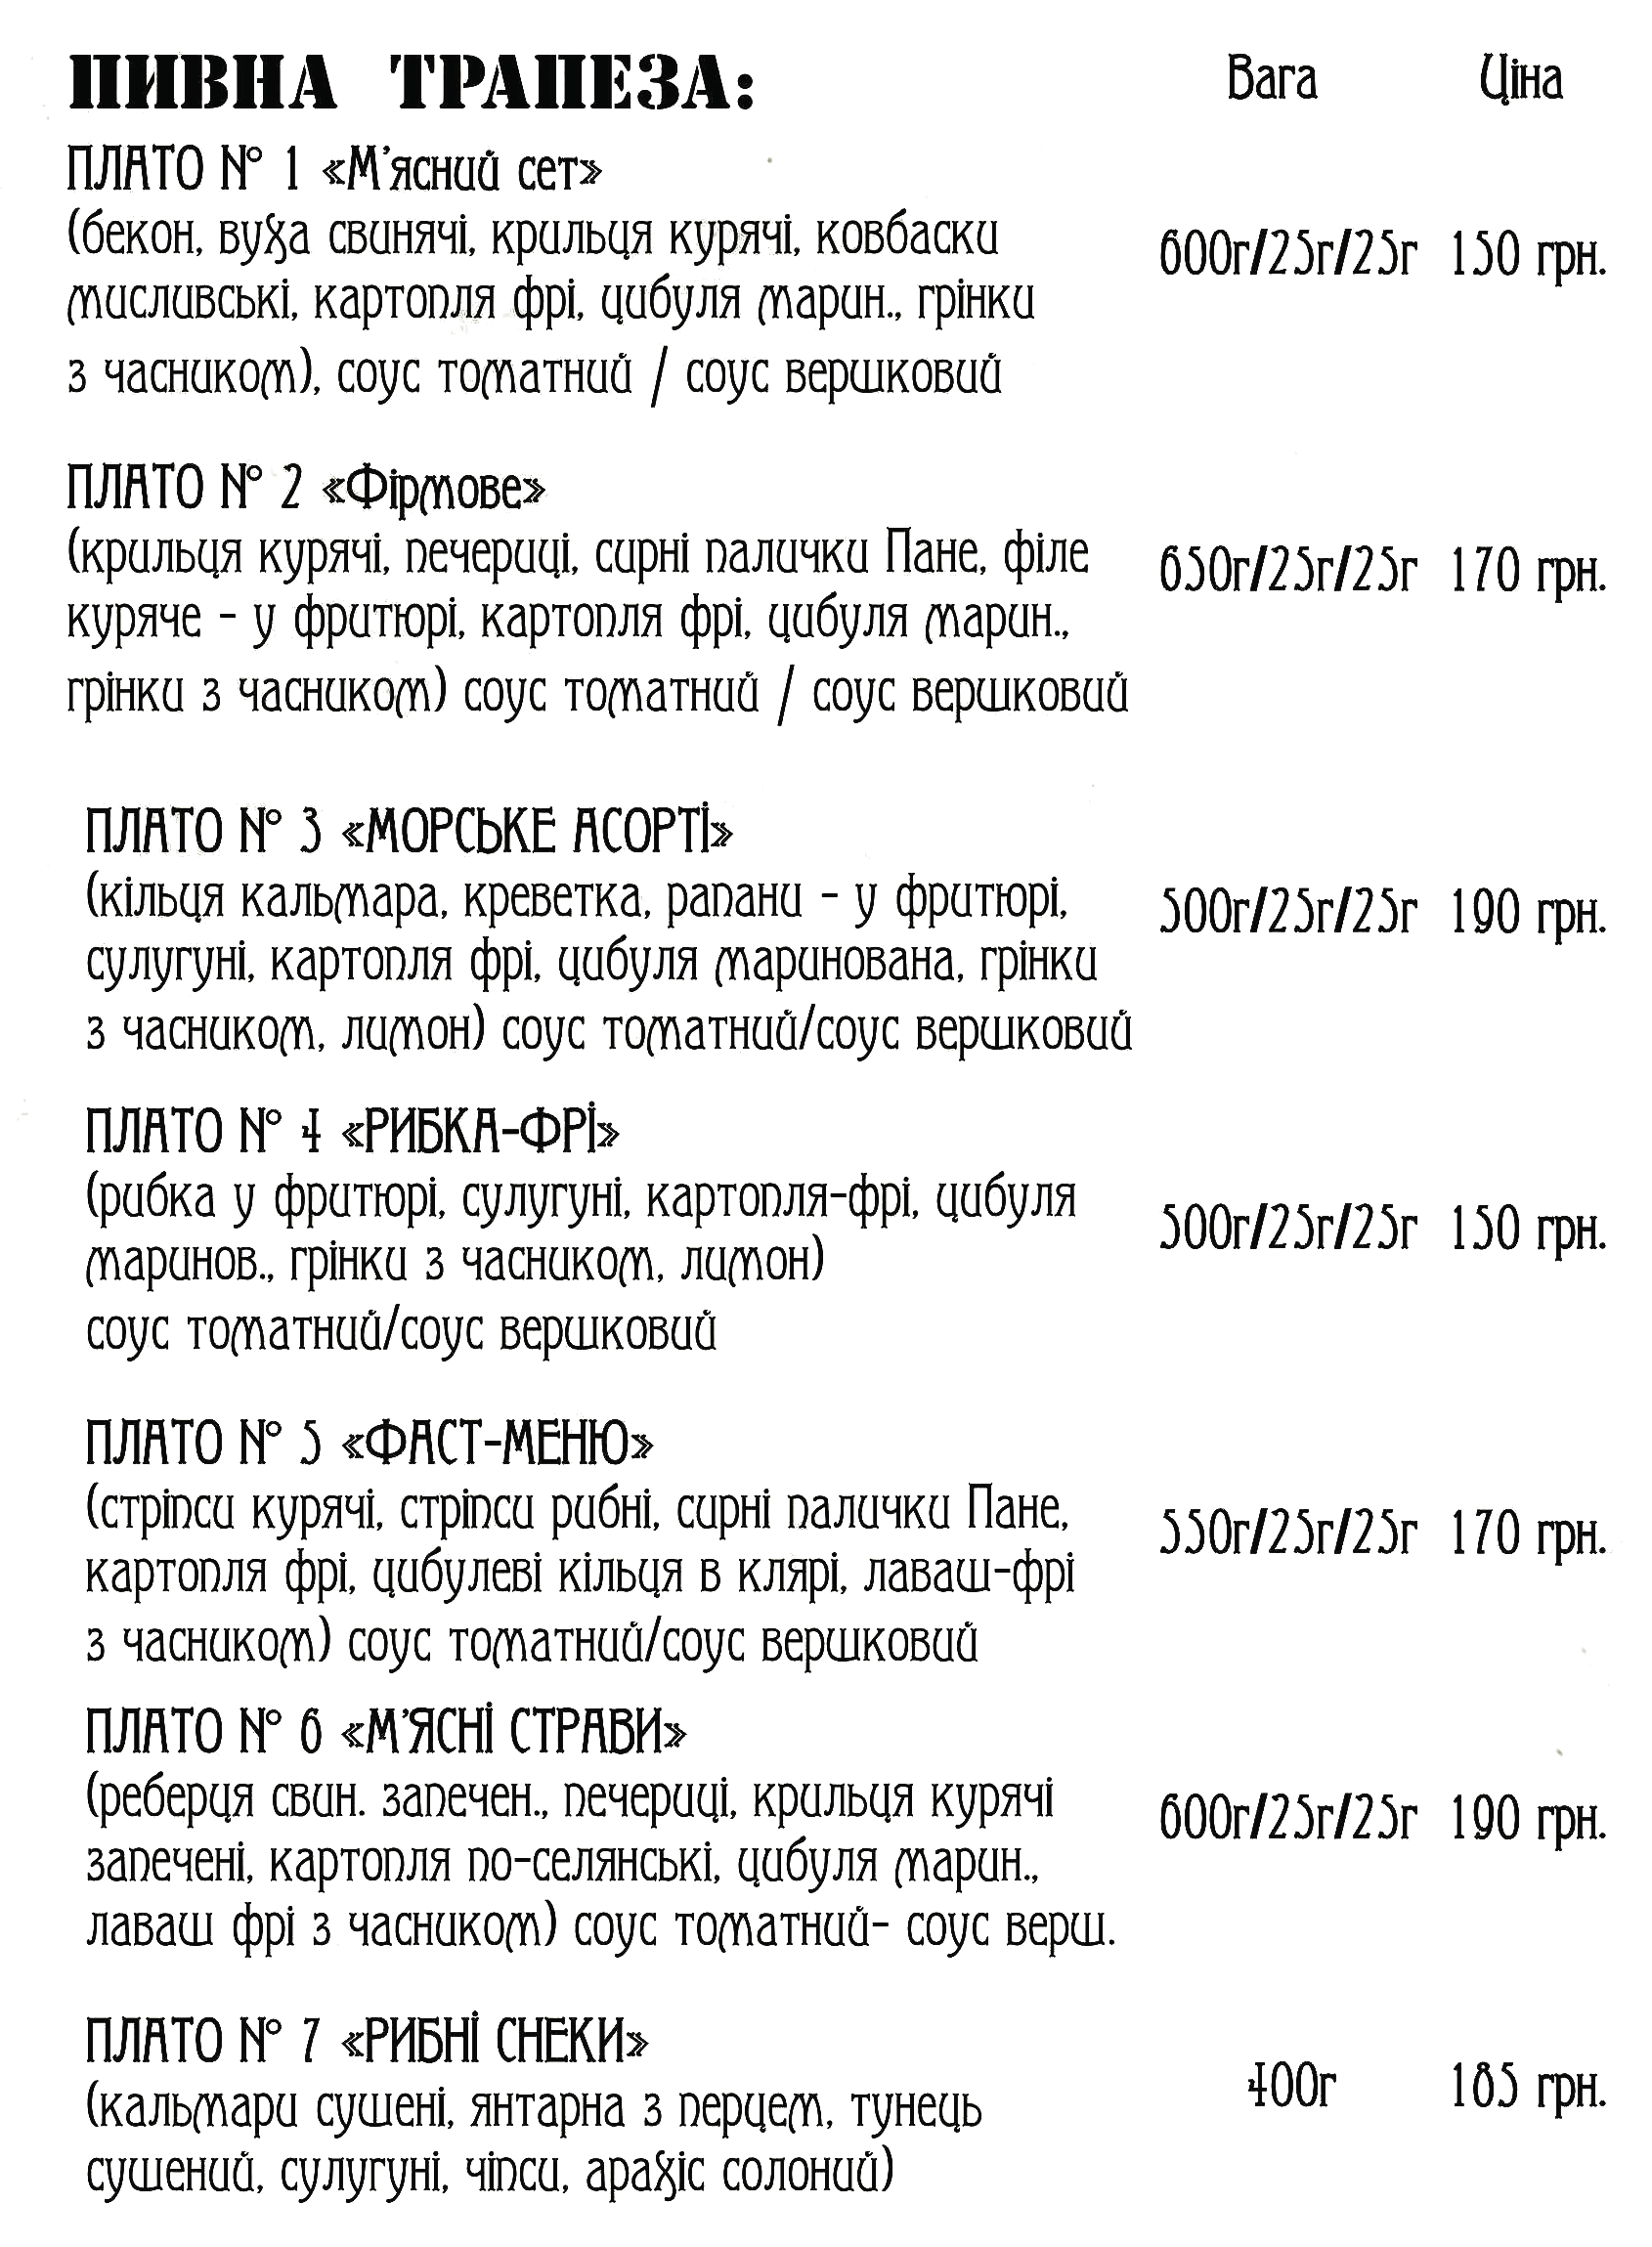 ПИВНА ТРАПЕЗА: Вага Ціна
ПЛАТО № 1 «М'ясний сет»
(бекон, вуха свинячі, крильця курячі, ковбаски
600г/25г/25г 150 грн.
мисливські, картопля фрі, цибуля марин., грінки
з часником), соус томатний / соус вершковий
ПЛАТО № 2 «Фірмове»
(крильця курячі, печериці, сирні палички Пане, філе
650г/25г/25г 170 грн.
куряче - у фритюрі, картопля фрі, цибуля марин.,
грінки з часником) соус томатний / соус вершковий
ПЛАТО № 3 «МОРСЬКЕ АСОРТІ»
(кільця кальмара, креветка, рапани - у фритюрі,
500г/25г/25г 190 грн.
сулугуні, картопля фрі, цибуля маринована, грінки
з часником, лимон) соус томатний/соус вершковий
ПЛАТО № 4 «РИБКА-ФРІ»
(рибка у фритюрі, сулугуні, картопля-фрі, цибуля
500г/25г/25г 150 грн.
маринов., грінки з часником, лимон)
соус томатний/соус вершковий
ПЛАТО № 5 «ФАСТ-МЕНЮ»
(стріпси курячі, стріпси рибні, сирні палички Пане,
550г/25г/25г 170 грн.
картопля фрі, цибулеві кільця в клярі, лаваш-фрі
з часником) соус томатний/соус вершковий
ПЛАТО № 6 «М'ЯСНІ СТРАВИ»
(реберця свин. запечен., печериці, крильця курячі
600г/25г/25г 190 грн.
запечені, картопля по-селянські, цибуля марин.,
лаваш фрі з часником) соус томатний- соус верш.
ПЛАТО № 7 «РИБНІ СНЕКИ»
400г 185 грн.
(кальмари сушені, янтарна з перцем, тунець
сушений, сулугуні, чіпси, арахіс солоний)